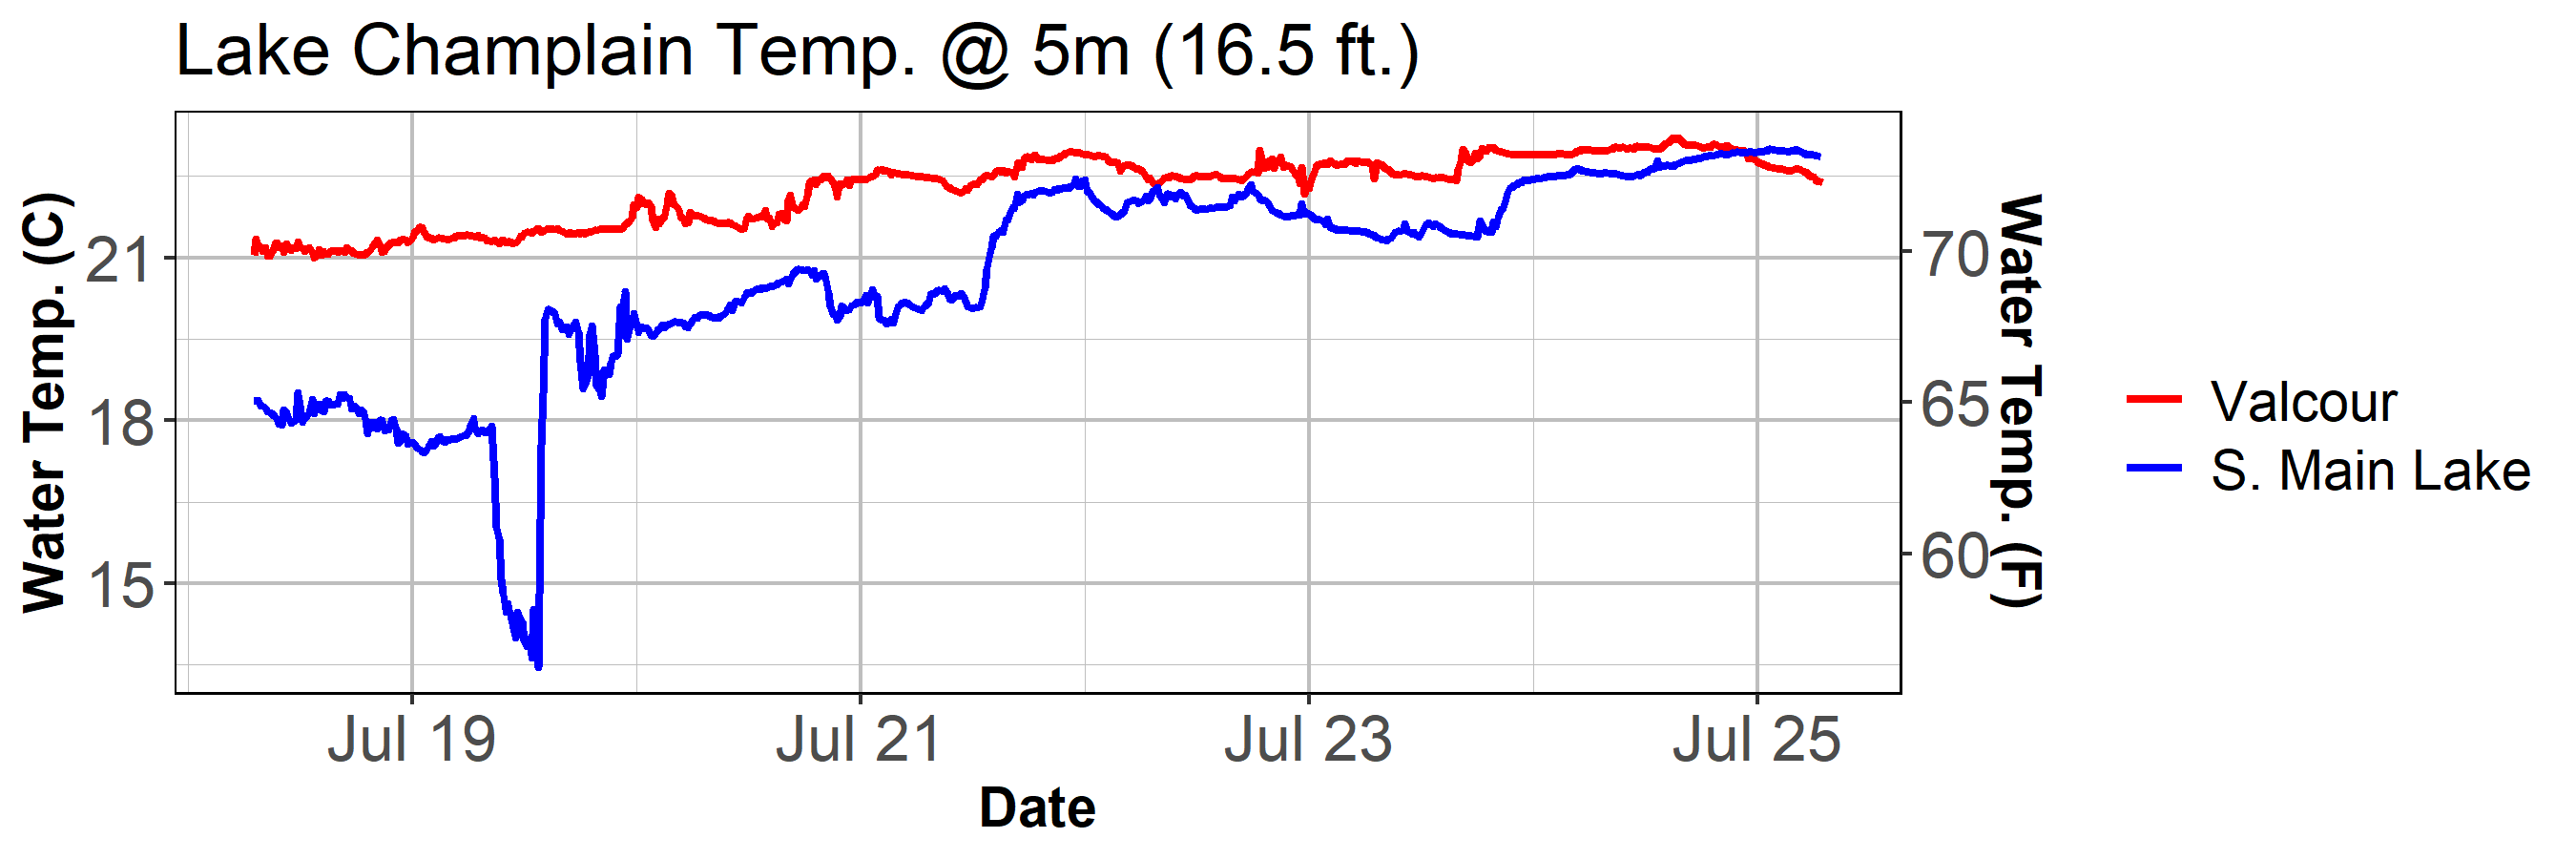 Lake Champlain Temp. @ 5m (16.5 ft.)
Water Temp. (C)
21
18
15
70
65
60
Water Temp. (F)
Jul 19
Jul 21
Jul 23
Jul 25
Date
Valcour
S. Main Lake